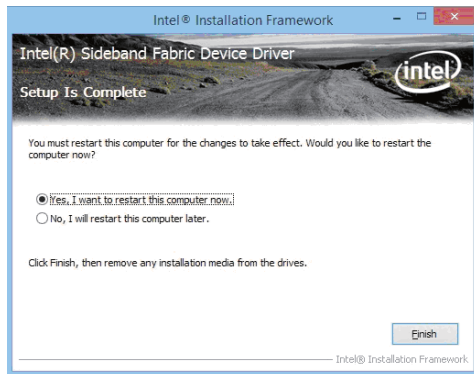 Intel® Installation Framework
Intel(R) Sideband Fabric Device Driver
Setup Is Complete
intel
You must restart this computer for the changes to take effect. Would you like to restart the
computer now?
Yes, I want to restart this computer now.
No, I will restart this computer later.
Click Finish, then remove any installation media from the drives.
Finish
Intel® Installation Framework